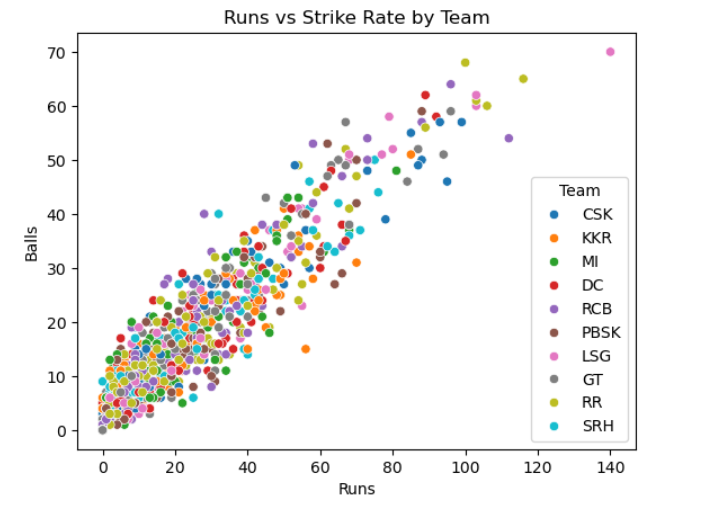 Runs vs Strike Rate by Team
Balls
70
60
50
40
30
20
10
0
0 20 40 60 80 100 120 140
Runs
Team
CSK
KKR
MI
DC
RCB
PBSK
LSG
GT
RR
SRH